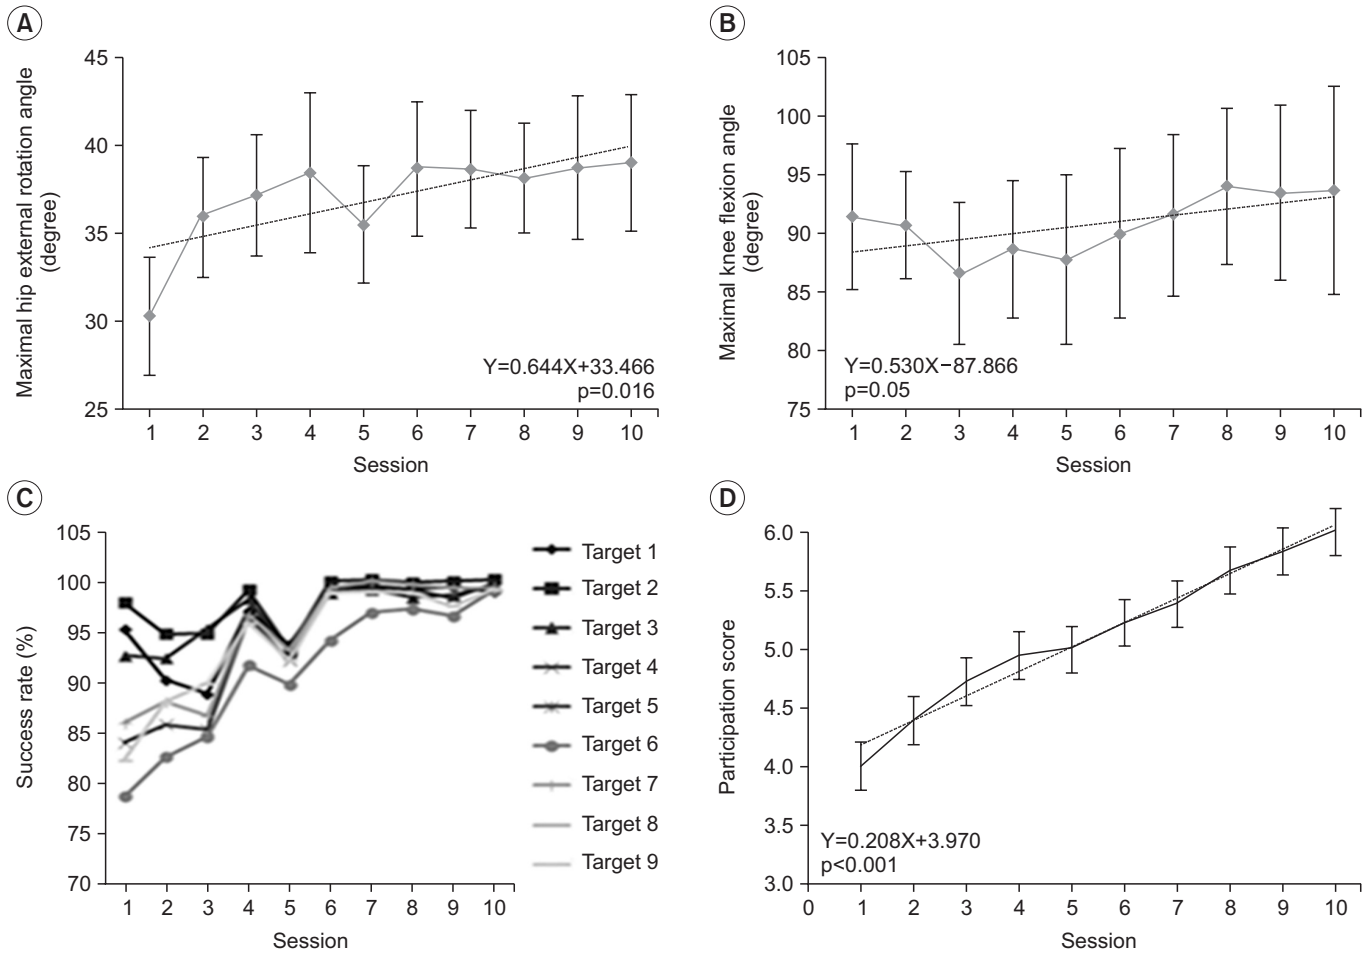 A
Maximal hip external rotation angle
(degree)
45
40
35
30
25
Y=0.644X+33.466
p=0.016
1 2 3 4 5 6 7 8 9 10
Session
B
Maximal knee flexion angle
(degree)
105
100
95
90
85
80
75
Y=0.530X−87.866
p=0.05
1 2 3 4 5 6 7 8 9 10
Session
C
Success rate (%)
105
100
95
90
85
80
75
70
1 2 3 4 5 6 7 8 9 10
Session
Target 1
Target 2
Target 3
Target 4
Target 5
Target 6
Target 7
Target 8
Target 9
D
Participation score
6.0
5.5
5.0
4.5
4.0
3.5
3.0
Y=0.208X+3.970
p<0.001
0 1 2 3 4 5 6 7 8 9 10
Session